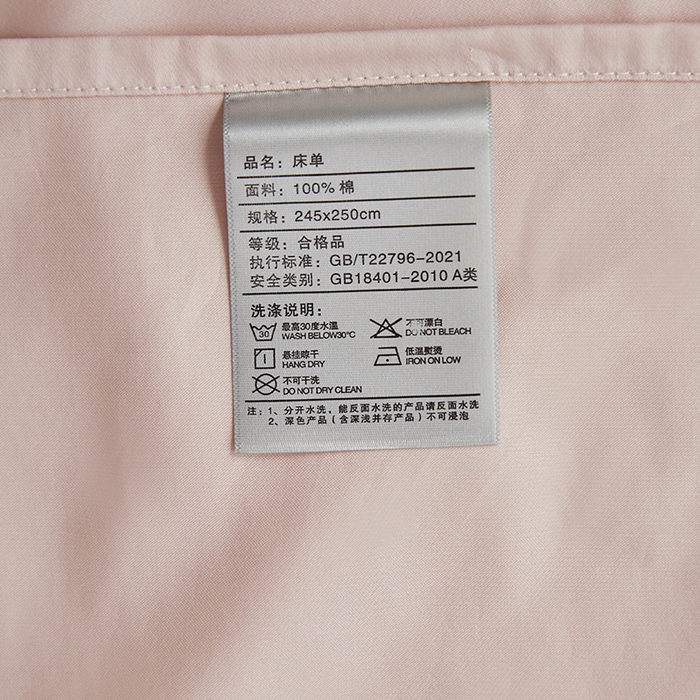 品名：床单
面料：100% 棉
规格：245x250cm
等级：合格品
执行标准：GB/T22796-2021
安全类别：GB18401-2010 A类
洗涤说明：
30 最高30度水温 WASH BELOW30°C
不可漂白 DO NOT BLEACH
悬挂晾干 HANG DRY
低温熨烫 IRON ON LOW
不可干洗 DO NOT DRY CLEAN
注：1、分开水洗，能反面水洗的产品请反面水洗
2、深色产品（含深浅并存产品）不可浸泡